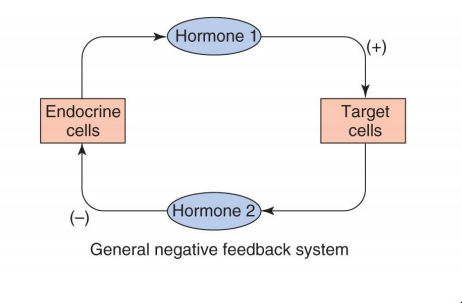 Hormone 1
(+)
Endocrine
cells
Target
cells
Hormone 2
(–)
General negative feedback system